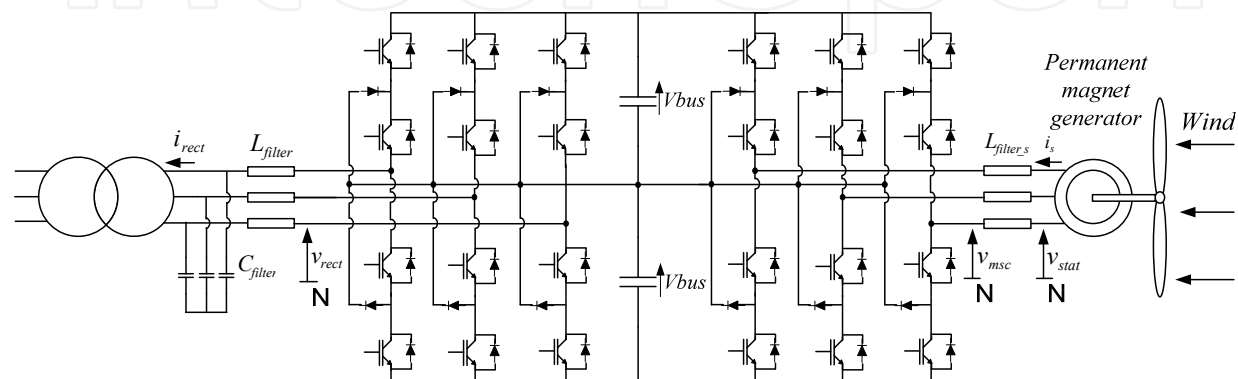 Permanent
magnet
generator
Wind
Vbus
i_rect
L_filter
L_filter_s
i_s
C_filter
v_rect
N
Vbus
v_msc
v_stat
N
N